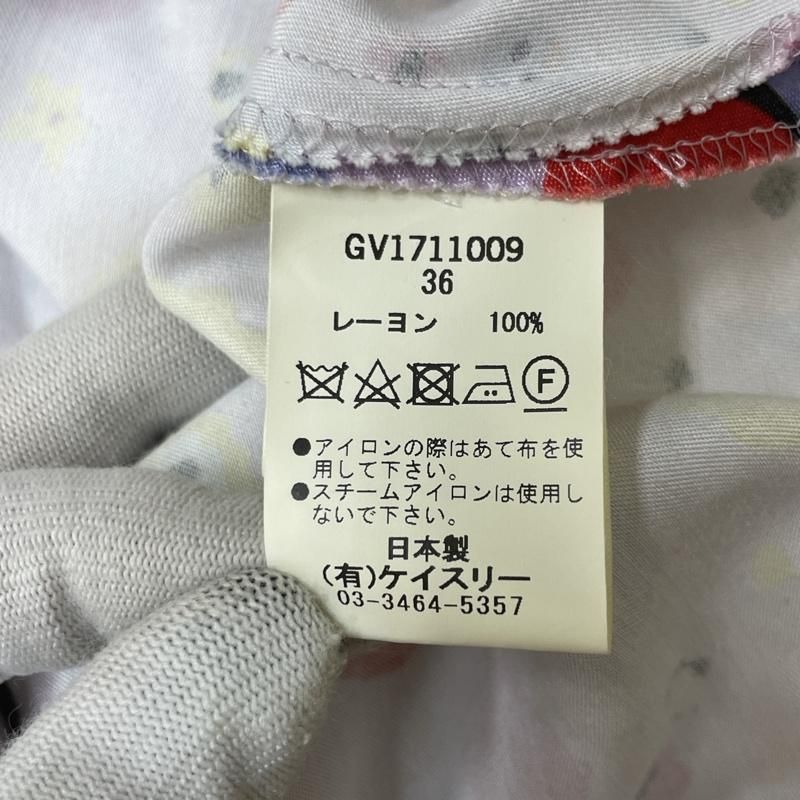 GV1711009
36
レーヨン 100%
F
●アイロンの際はあて布を使
用して下さい。
●スチームアイロンは使用し
ないで下さい。
日本製
(有)ケイスリー
03-3464-5357